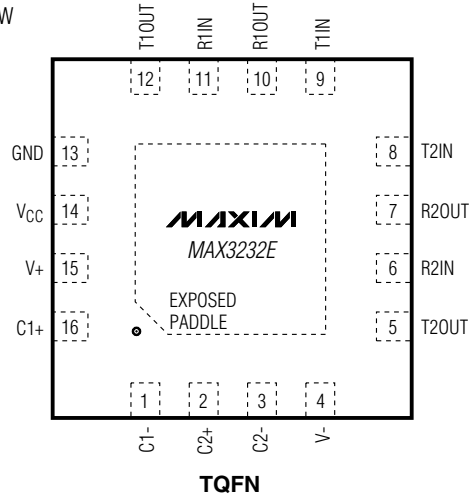 W
T1OUT
R1IN
R1OUT
T1IN
12
11
10
9
GND 13
8 T2IN
VCC 14
7 R2OUT
MAXIM
MAX3232E
V+ 15
6 R2IN
EXPOSED
PADDLE
C1+ 16
5 T2OUT
1
2
3
4
C1-
C2+
C2-
V-
TQFN